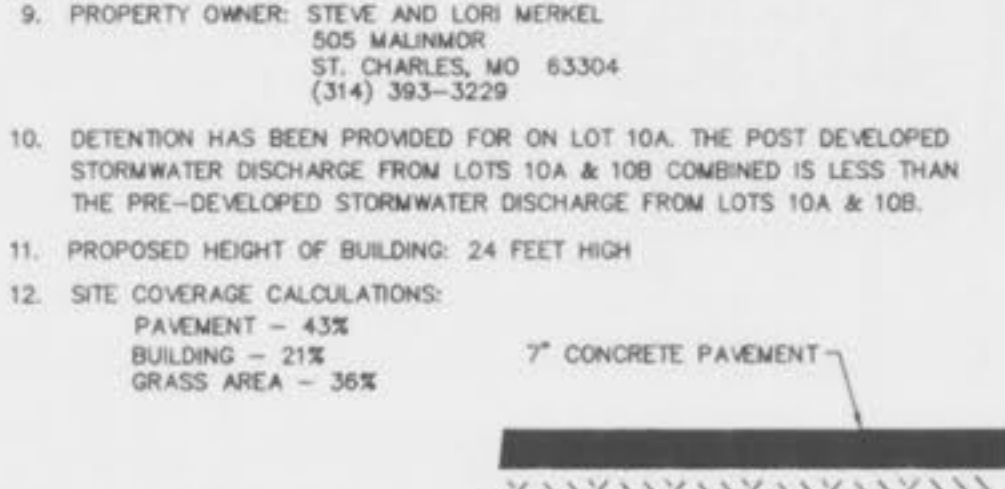 9. PROPERTY OWNER: STEVE AND LORI MERKEL
505 MALINMOR
ST. CHARLES, MO 63304
(314) 393-3229
10. DETENTION HAS BEEN PROVIDED FOR ON LOT 10A. THE POST DEVELOPED
STORMWATER DISCHARGE FROM LOTS 10A & 10B COMBINED IS LESS THAN
THE PRE-DEVELOPED STORMWATER DISCHARGE FROM LOTS 10A & 10B.
11. PROPOSED HEIGHT OF BUILDING: 24 FEET HIGH
12. SITE COVERAGE CALCULATIONS:
PAVEMENT - 43%
BUILDING - 21%
GRASS AREA - 36%
7" CONCRETE PAVEMENT